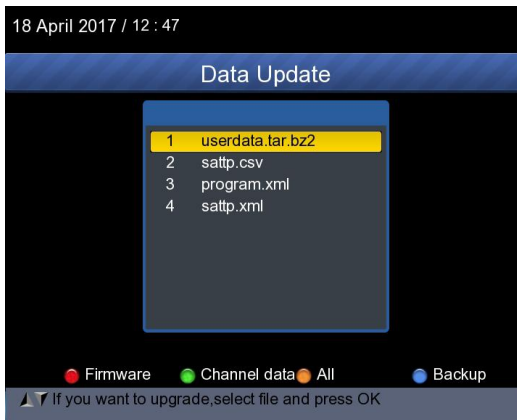 18 April 2017 / 12 : 47
Data Update
1 userdata.tar.bz2
2 sattp.csv
3 program.xml
4 sattp.xml
Firmware Channel data All Backup
If you want to upgrade,select file and press OK